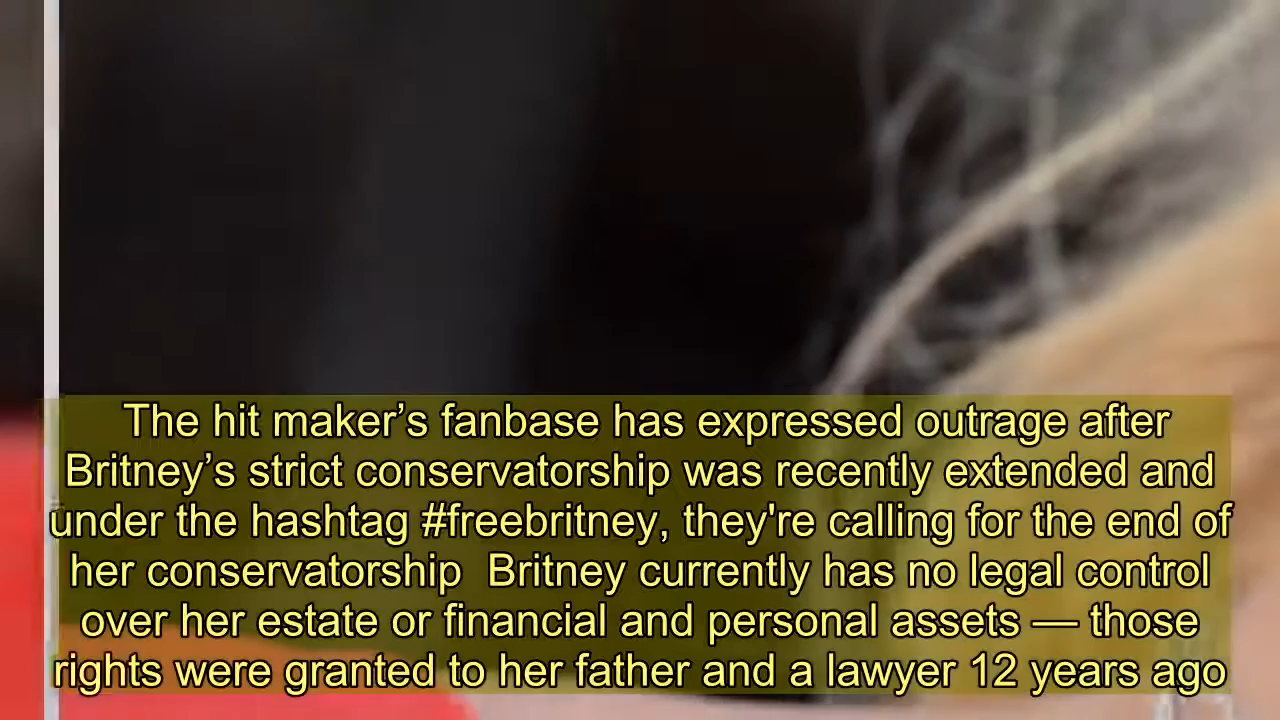 The hit maker’s fanbase has expressed outrage after
Britney’s strict conservatorship was recently extended and
under the hashtag #freebritney, they're calling for the end of
her conservatorship  Britney currently has no legal control
over her estate or financial and personal assets — those
rights were granted to her father and a lawyer 12 years ago